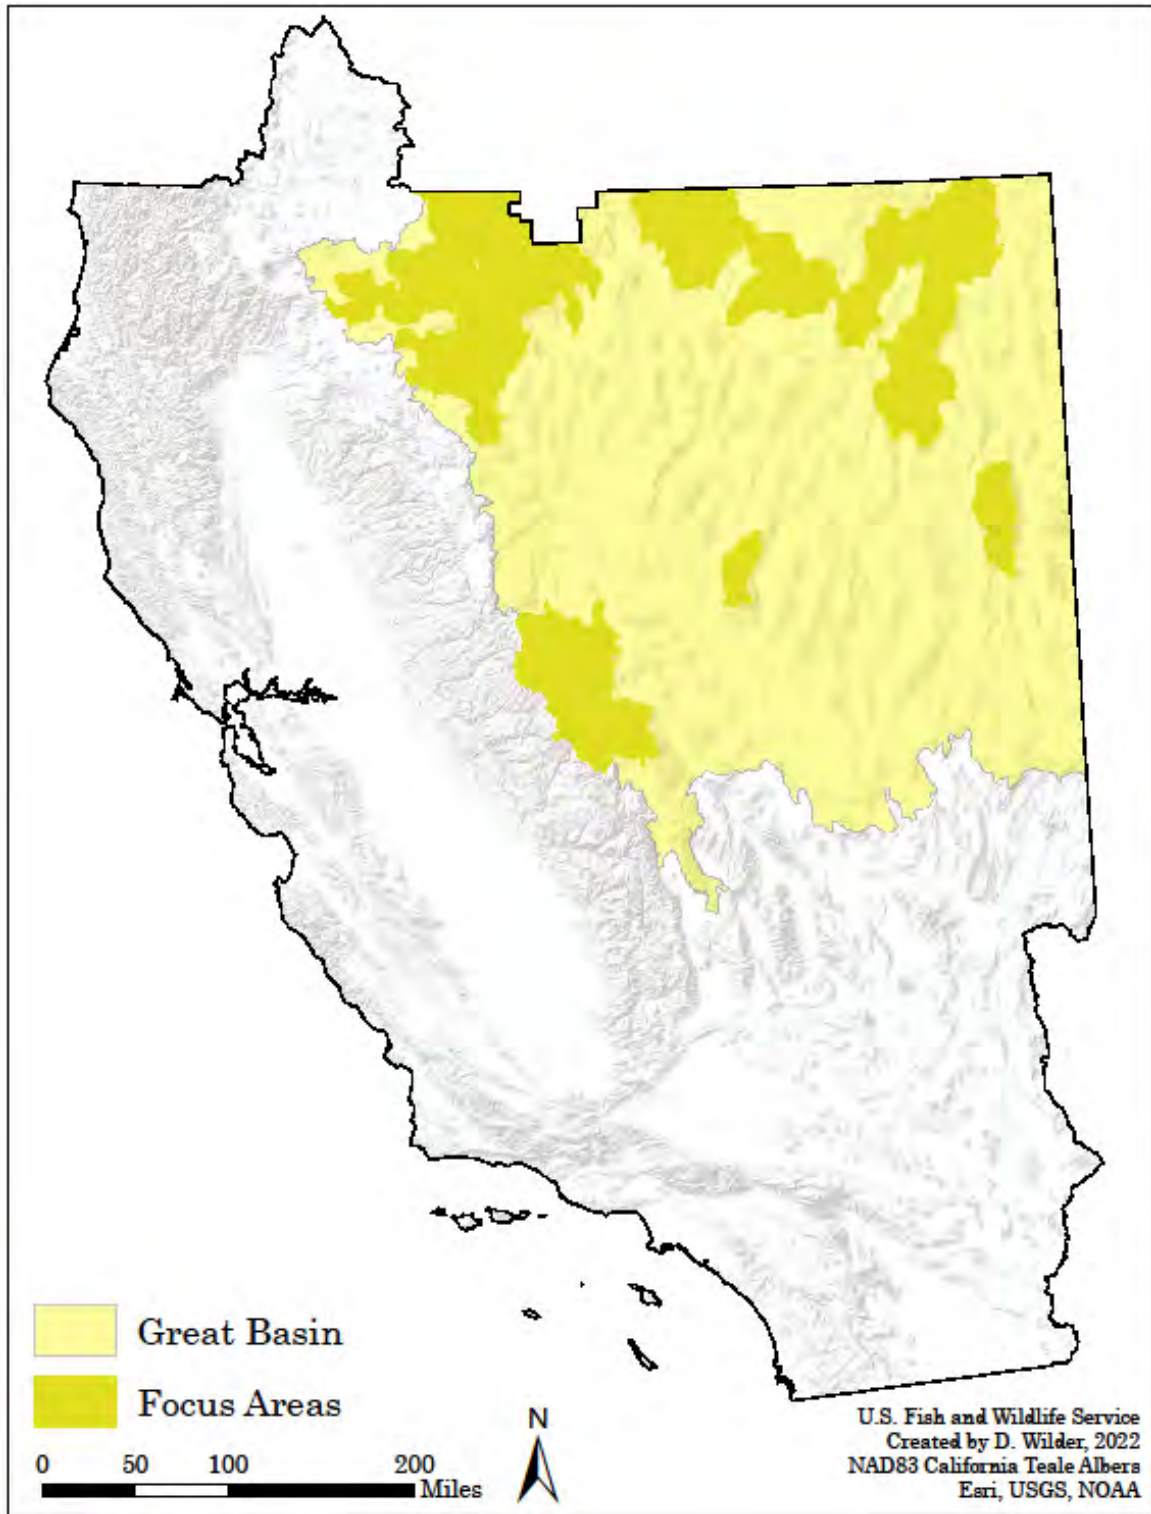 Great Basin
Focus Areas
N
0 50 100 200
Miles
U.S. Fish and Wildlife Service
Created by D. Wilder, 2022
NAD83 California Teale Albers
Esri, USGS, NOAA